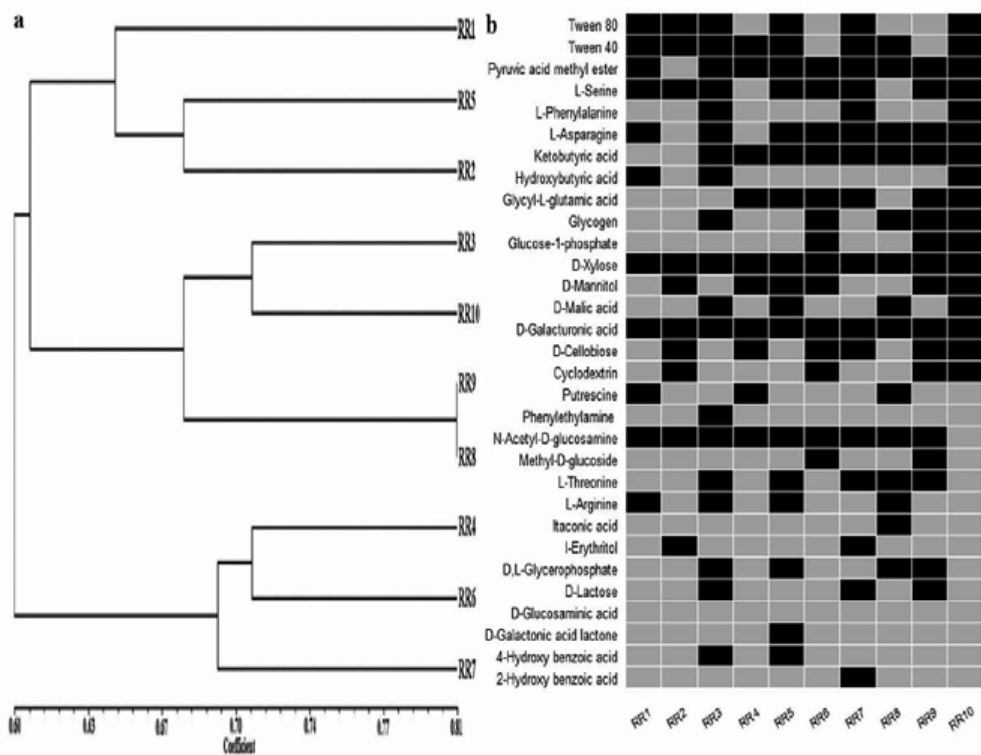 a
RR1
RR5
RR2
RR3
RR10
RR9
RR8
RR4
RR6
RR7
0.60 0.63 0.67 0.70 0.74 0.77 0.81
Coefficient
b
Tween 80
Tween 40
Pyruvic acid methyl ester
L-Serine
L-Phenylalanine
L-Asparagine
Ketobutyric acid
Hydroxybutyric acid
Glycyl-L-glutamic acid
Glycogen
Glucose-1-phosphate
D-Xylose
D-Mannitol
D-Malic acid
D-Galacturonic acid
D-Cellobiose
Cyclodextrin
Putrescine
Phenylethylamine
N-Acetyl-D-glucosamine
Methyl-D-glucoside
L-Threonine
L-Arginine
Itaconic acid
I-Erythritol
D,L-Glycerophosphate
D-Lactose
D-Glucosaminic acid
D-Galactonic acid lactone
4-Hydroxy benzoic acid
2-Hydroxy benzoic acid
RR1 RR2 RR3 RR4 RR5 RR6 RR7 RR8 RR9 RR10